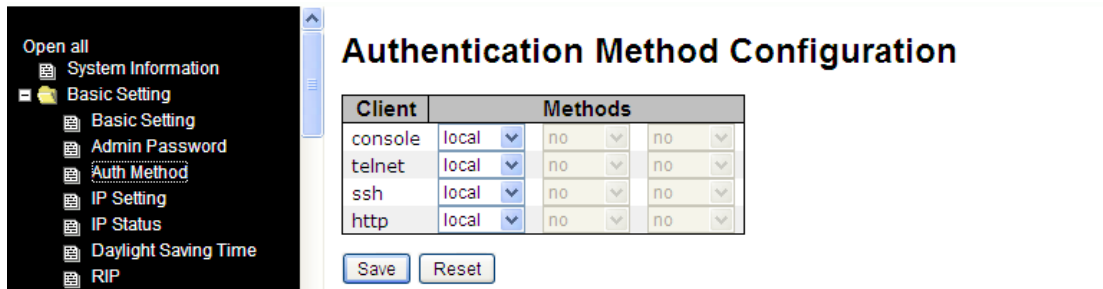 Open all
System Information
Basic Setting
Basic Setting
Admin Password
Auth Method
IP Setting
IP Status
Daylight Saving Time
RIP
Authentication Method Configuration
Client Methods
console local no no
telnet local no no
ssh local no no
http local no no
Save Reset